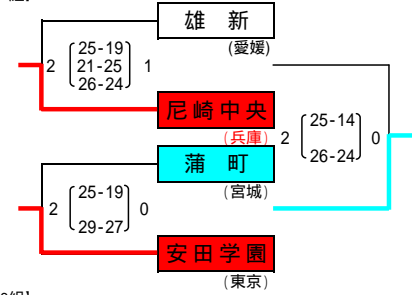 雄 新
(愛媛)
2 25-19 1
21-25
26-24
尼崎中央
(兵庫)
2 25-14 0
26-24
蒲 町
(宮城)
2 25-19 0
29-27
安田学園
(東京)